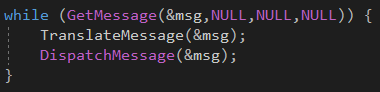 while (GetMessage(&msg,NULL,NULL,NULL)) {
    TranslateMessage(&msg);
    DispatchMessage(&msg);
}